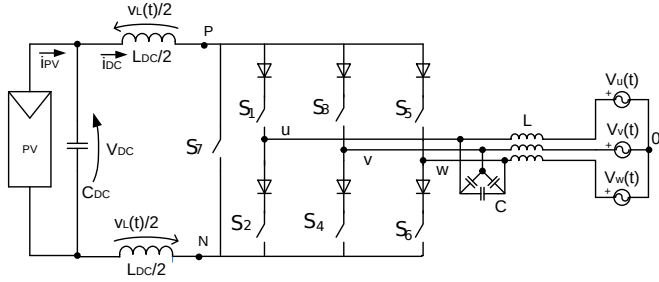 vL(t)/2
P
iPV
iDC
LDC/2
Vu(t)
+
S1
S3
S5
L
u
Vv(t)
0
PV
VDC
S7
v
+
w
Vw(t)
CDC
+
C
S2
S4
S6
vL(t)/2
N
LDC/2